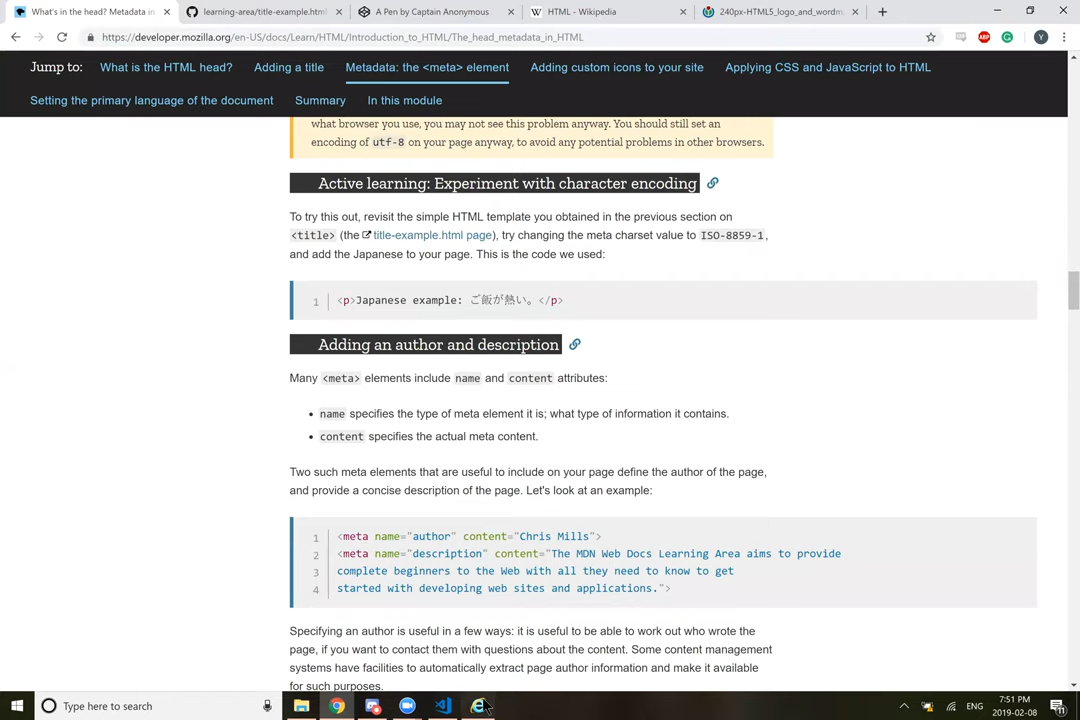 What's in the head? Metadata in
learning-area/title-example.html
A Pen by Captain Anonymous
HTML - Wikipedia
240px-HTML5_logo_and_wordm
https://developer.mozilla.org/en-US/docs/Learn/HTML/Introduction_to_HTML/The_head_metadata_in_HTML
ABP
Y
Jump to: What is the HTML head? Adding a title Metadata: the <meta> element Adding custom icons to your site Applying CSS and JavaScript to HTML
Setting the primary language of the document Summary In this module
what browser you use, you may not see this problem anyway. You should still set an
encoding of utf-8 on your page anyway, to avoid any potential problems in other browsers.
Active learning: Experiment with character encoding
To try this out, revisit the simple HTML template you obtained in the previous section on
<title> (the title-example.html page), try changing the meta charset value to ISO-8859-1,
and add the Japanese to your page. This is the code we used:
1 <p>Japanese example: ご飯が熱い。</p>
Adding an author and description
Many <meta> elements include name and content attributes:
• name specifies the type of meta element it is; what type of information it contains.
• content specifies the actual meta content.
Two such meta elements that are useful to include on your page define the author of the page,
and provide a concise description of the page. Let's look at an example:
1 <meta name="author" content="Chris Mills">
2 <meta name="description" content="The MDN Web Docs Learning Area aims to provide
3 complete beginners to the Web with all they need to know to get
4 started with developing web sites and applications.">
Specifying an author is useful in a few ways: it is useful to be able to work out who wrote the
page, if you want to contact them with questions about the content. Some content management
systems have facilities to automatically extract page author information and make it available
for such purposes.
Type here to search
ENG
7:51 PM
2019-02-08